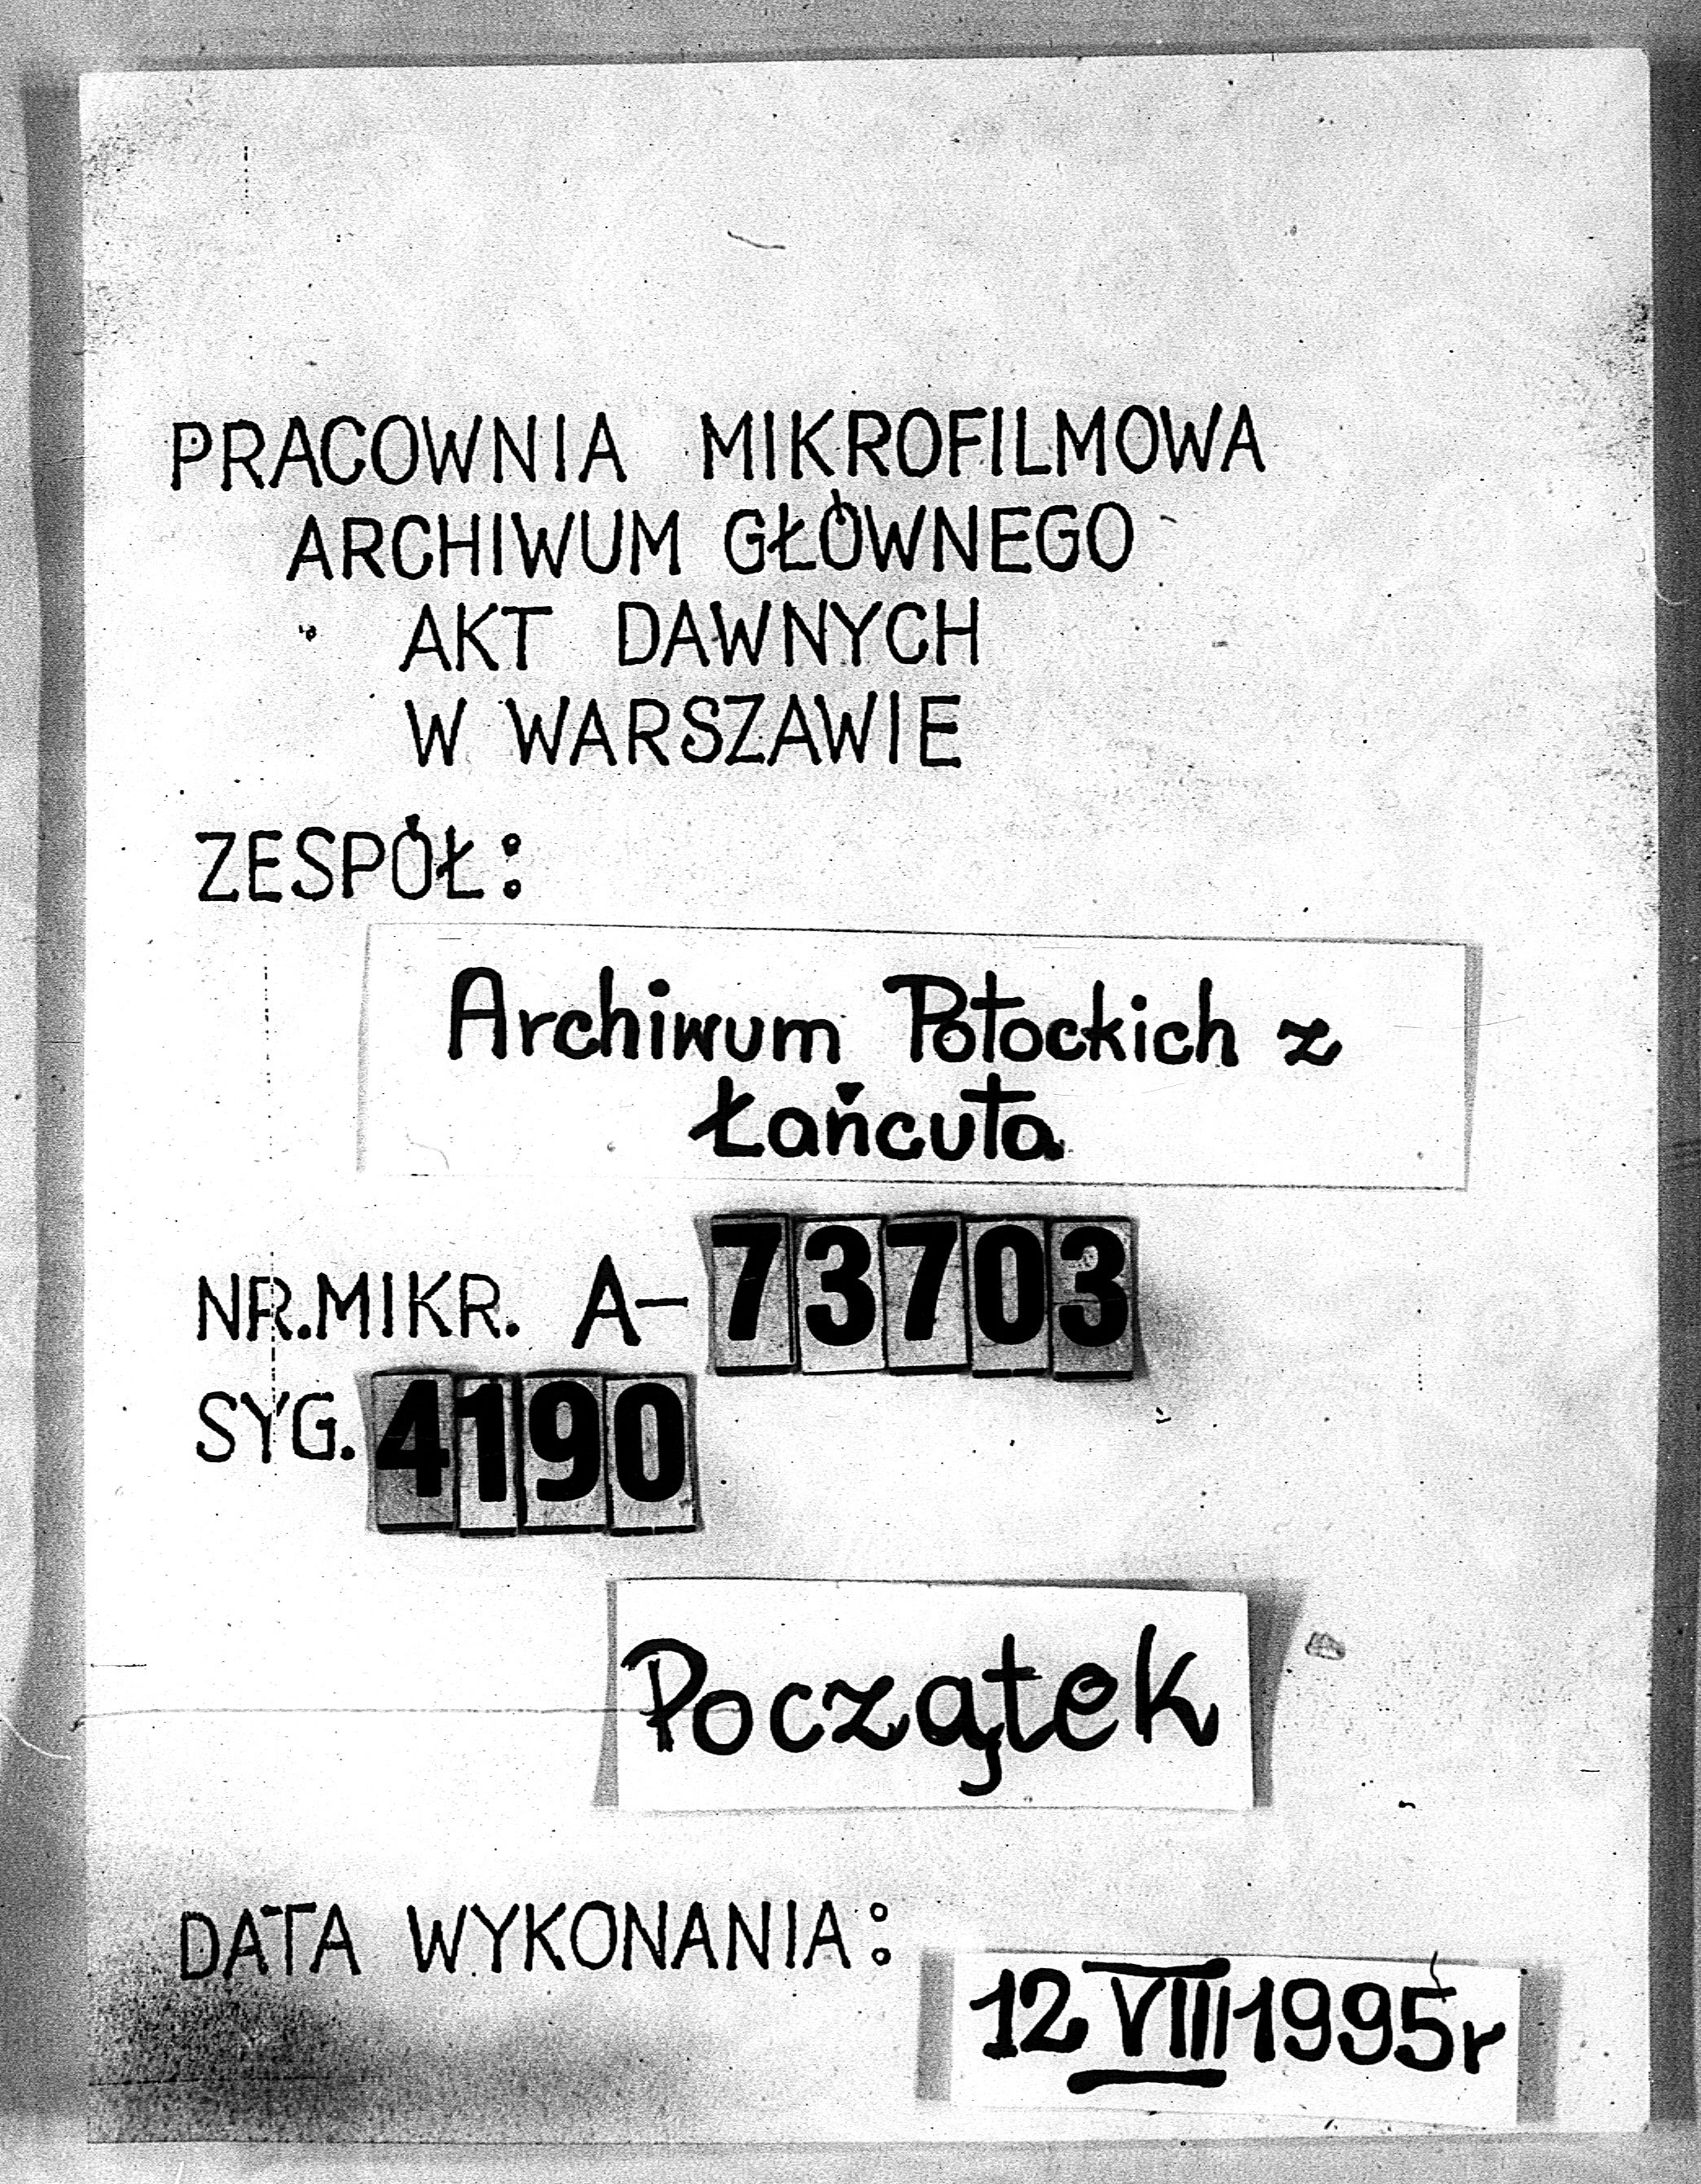 PRACOWNIA MIKROFILMOWA
ARCHIWUM GŁÓWNEGO
AKT DAWNYCH
W WARSZAWIE
ZESPÓŁ:
Archiwum Potockich z
Łańcuta
NR.MIKR. A-73703
SYG. 4190
Początek
DATA WYKONANIA:
12 VIII 1995r